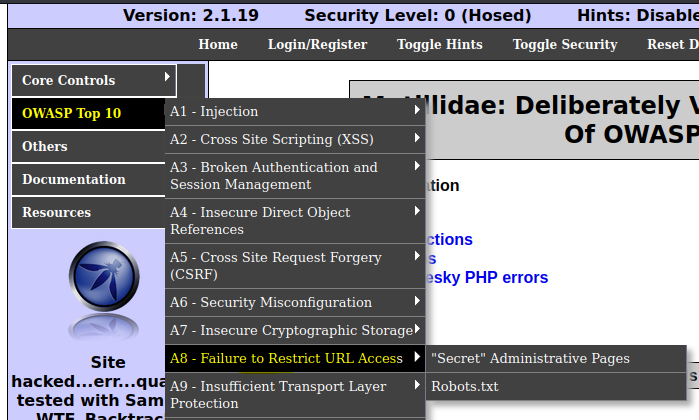 Version: 2.1.19 Security Level: 0 (Hosed) Hints: Disable
Home Login/Register Toggle Hints Toggle Security Reset D
Core Controls
OWASP Top 10
Others
Documentation
Resources
A1 - Injection
A2 - Cross Site Scripting (XSS)
A3 - Broken Authentication and
Session Management
A4 - Insecure Direct Object
References
A5 - Cross Site Request Forgery
(CSRF)
A6 - Security Misconfiguration
A7 - Insecure Cryptographic Storage
A8 - Failure to Restrict URL Access
A9 - Insufficient Transport Layer
Protection
"Secret" Administrative Pages
Robots.txt
Mutillidae: Deliberately V
Of OWASP
ation
ctions
s
esky PHP errors
s
Site
hacked...err...qua
tested with Sam
WTF, Backtrac